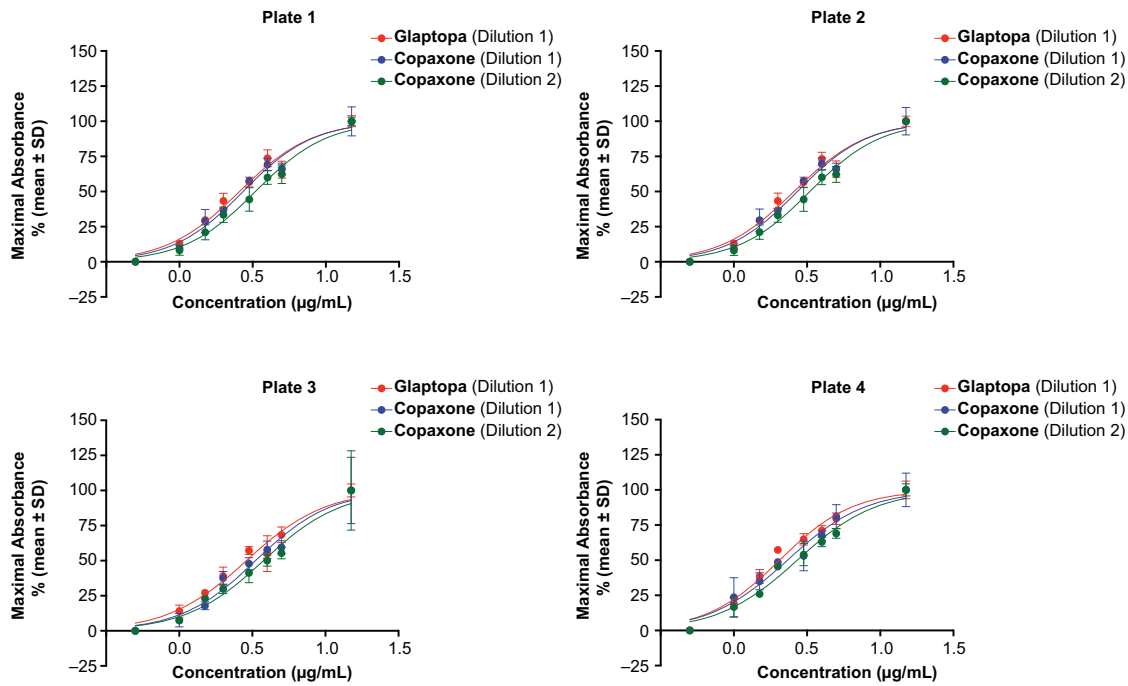 Plate 1
Glaptopa (Dilution 1)
Copaxone (Dilution 1)
Copaxone (Dilution 2)
Maximal Absorbance
% (mean ± SD)
150
125
100
75
50
25
0
–25
0.0
0.5
1.0
1.5
Concentration (µg/mL)
Plate 2
Glaptopa (Dilution 1)
Copaxone (Dilution 1)
Copaxone (Dilution 2)
Maximal Absorbance
% (mean ± SD)
150
125
100
75
50
25
0
–25
0.0
0.5
1.0
1.5
Concentration (µg/mL)
Plate 3
Glaptopa (Dilution 1)
Copaxone (Dilution 1)
Copaxone (Dilution 2)
Maximal Absorbance
% (mean ± SD)
150
125
100
75
50
25
0
–25
0.0
0.5
1.0
1.5
Concentration (µg/mL)
Plate 4
Glaptopa (Dilution 1)
Copaxone (Dilution 1)
Copaxone (Dilution 2)
Maximal Absorbance
% (mean ± SD)
150
125
100
75
50
25
0
–25
0.0
0.5
1.0
1.5
Concentration (µg/mL)